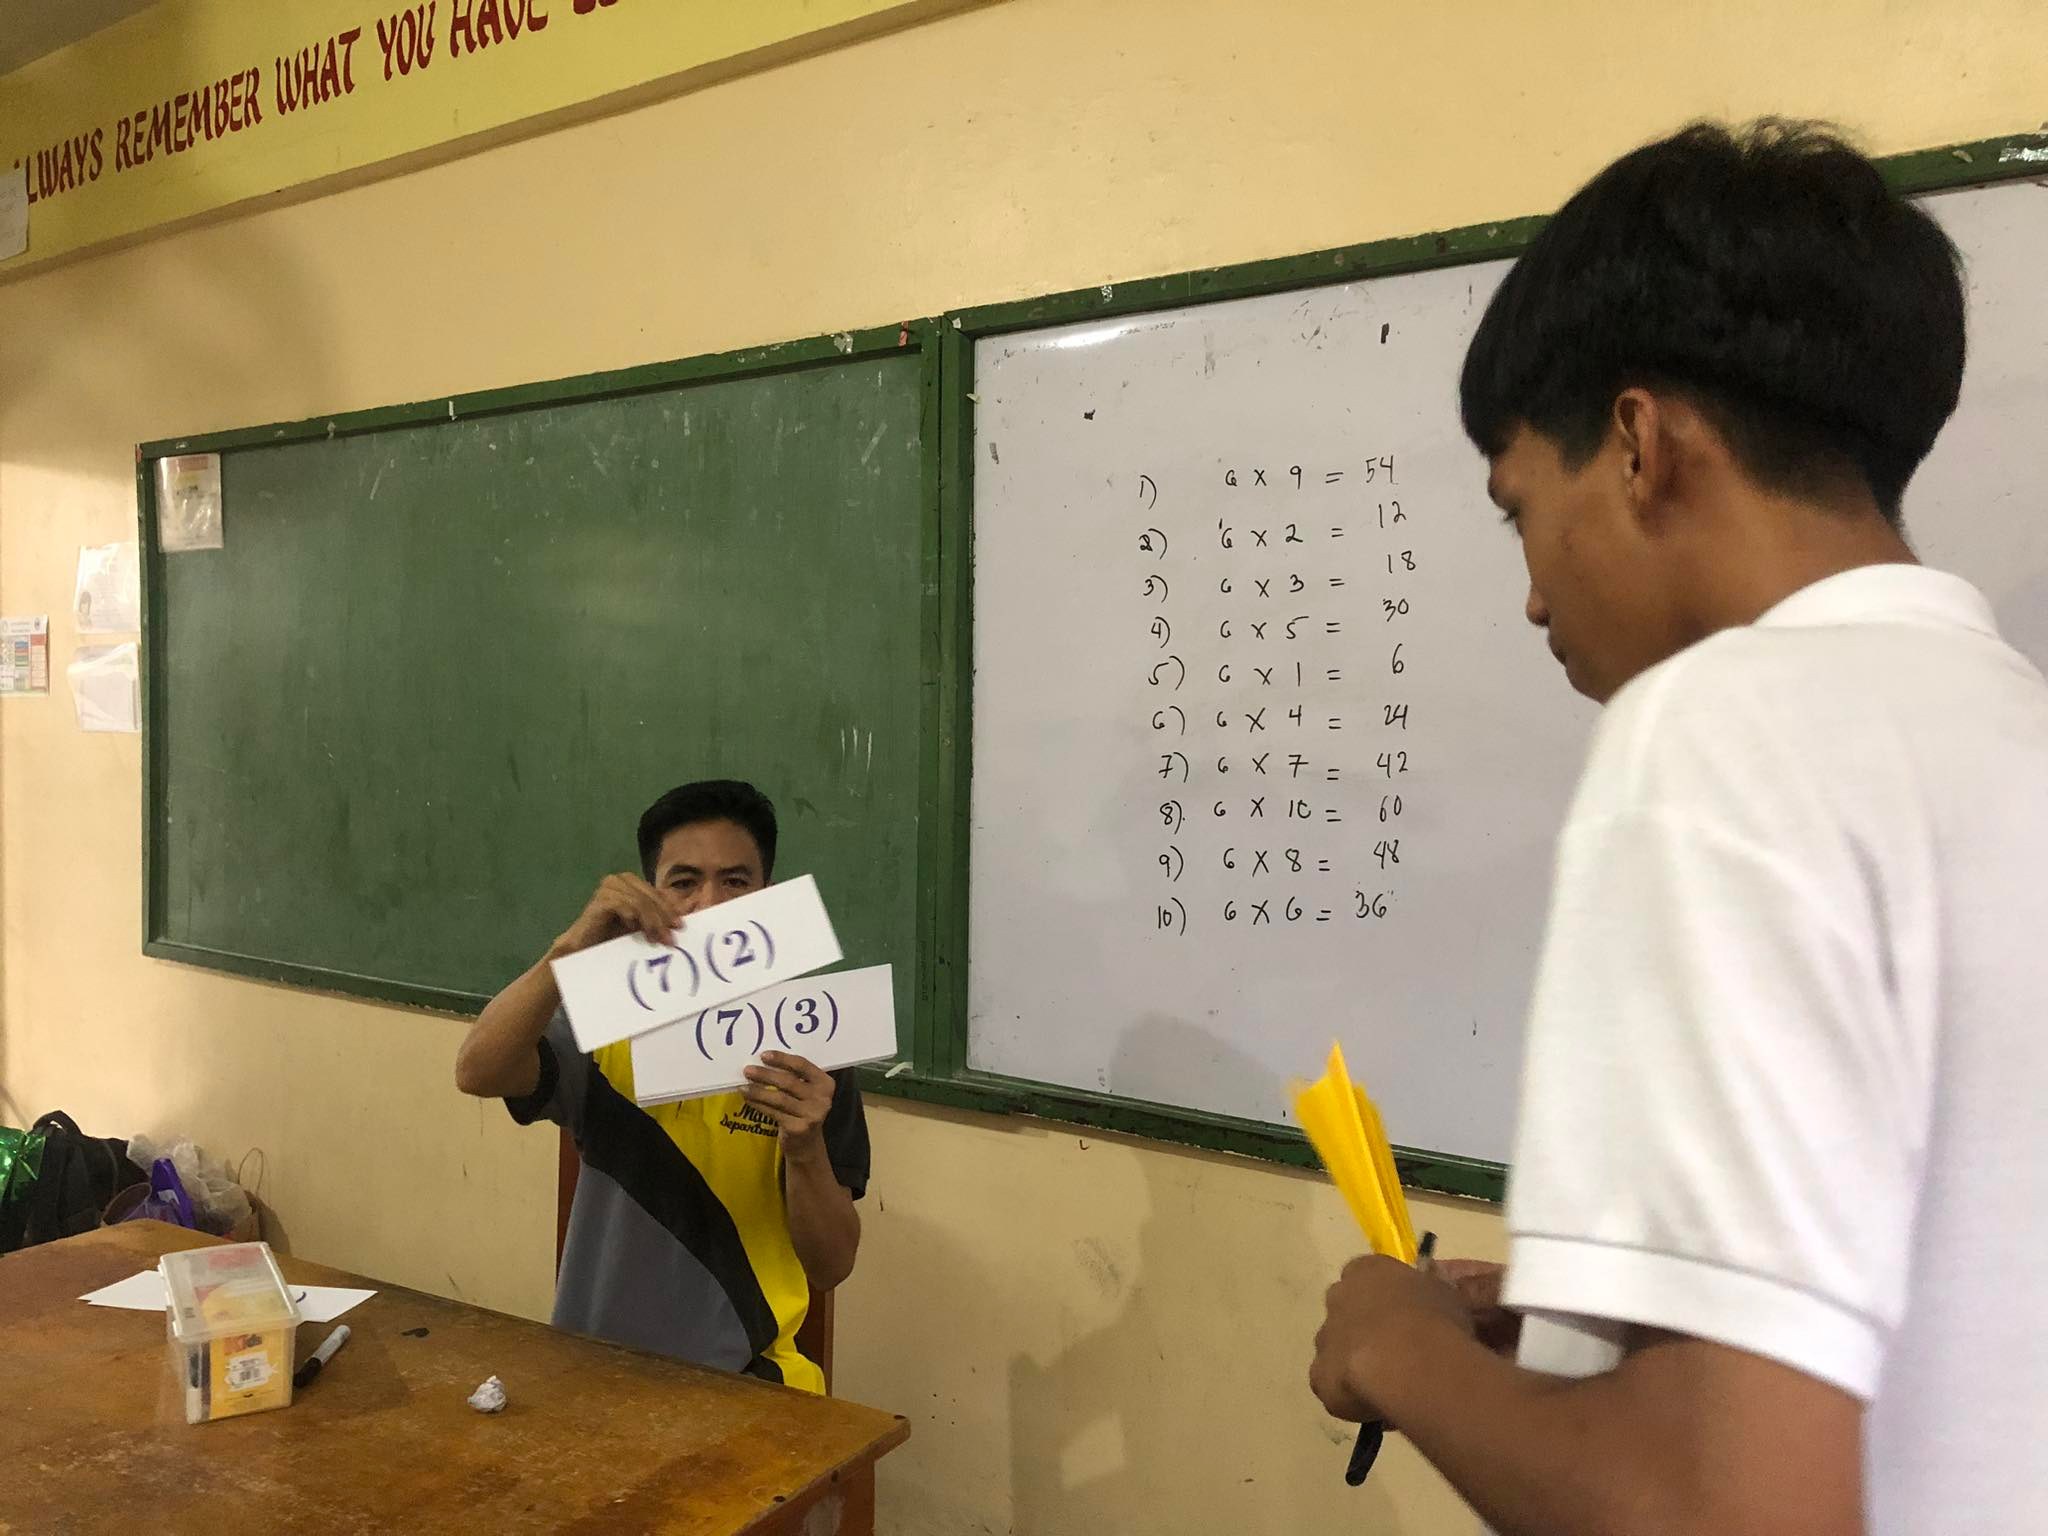 ALWAYS REMEMBER WHAT YOU HAVE
1) 6 x 9 = 54
2) 6 x 2 = 12
3) 6 x 3 = 18
4) 6 x 5 = 30
5) 6 x 1 = 6
6) 6 x 4 = 24
7) 6 x 7 = 42
8) 6 x 10 = 60
9) 6 x 8 = 48
10) 6 x 6 = 36
(7)(2)
(7)(3)